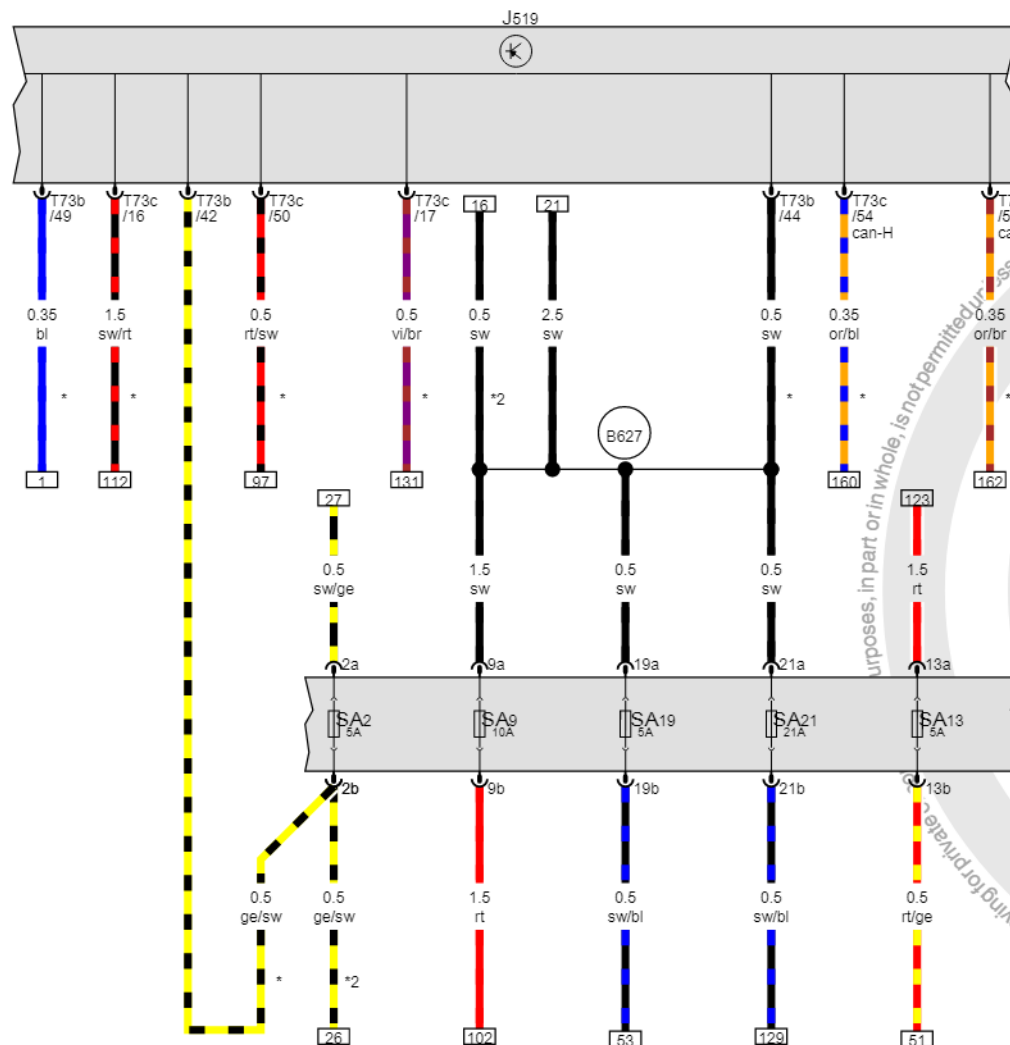 J519
T73b
/49
T73c
/16
T73b
/42
T73c
/50
T73c
/17
16
21
T73b
/44
T73c
/54
can-H
0.35
bl
1.5
sw/rt
0.5
rt/sw
0.5
vi/br
0.5
sw
2.5
sw
0.5
sw
0.35
or/bl
0.35
or/br
*
*
*
*
*2
*
*
*
B627
1
112
97
131
160
162
27
123
0.5
sw/ge
1.5
sw
0.5
sw
0.5
sw
1.5
rt
2a
9a
19a
21a
13a
SA2
5A
SA9
10A
SA19
5A
SA21
21A
SA13
5A
2b
9b
19b
21b
13b
0.5
ge/sw
0.5
ge/sw
1.5
rt
0.5
sw/bl
0.5
sw/bl
0.5
rt/ge
*
*2
26
102
53
129
51
urposes, in part or in whole, is not permitted
for private